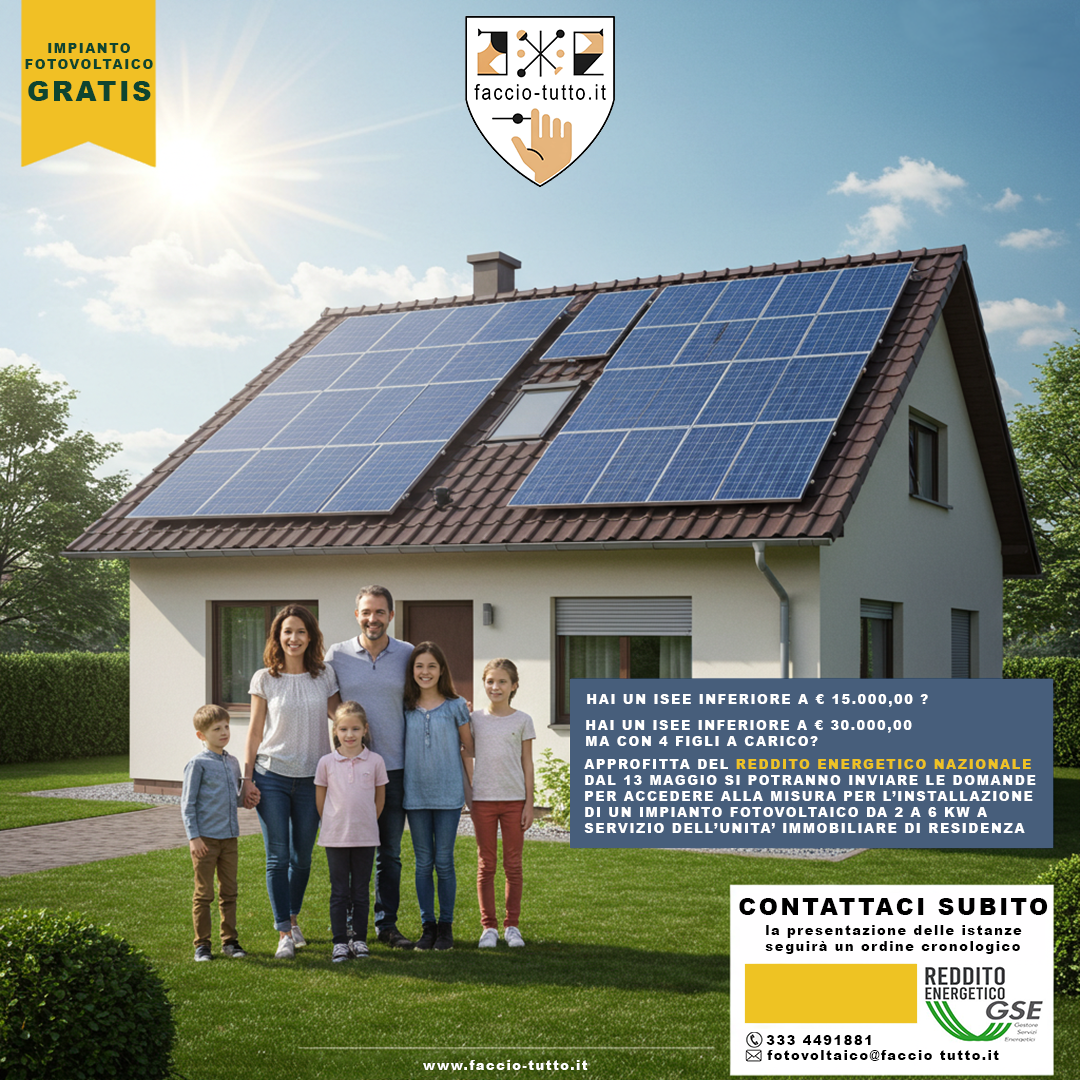 IMPIANTO
FOTOVOLTAICO
GRATIS
faccio-tutto.it
HAI UN ISEE INFERIORE A € 15.000,00 ?
HAI UN ISEE INFERIORE A € 30.000,00
MA CON 4 FIGLI A CARICO?
APPROFITTA DEL REDDITO ENERGETICO NAZIONALE
DAL 13 MAGGIO SI POTRANNO INVIARE LE DOMANDE
PER ACCEDERE ALLA MISURA PER L'INSTALLAZIONE
DI UN IMPIANTO FOTOVOLTAICO DA 2 A 6 KW A
SERVIZIO DELL'UNITA' IMMOBILIARE DI RESIDENZA
CONTATTACI SUBITO
la presentazione delle istanze
seguirà un ordine cronologico
REDDITO
ENERGETICO
GSE
Gestore
Servizi
Energetici
333 4491881
fotovoltaico@faccio tutto.it
www.faccio-tutto.it